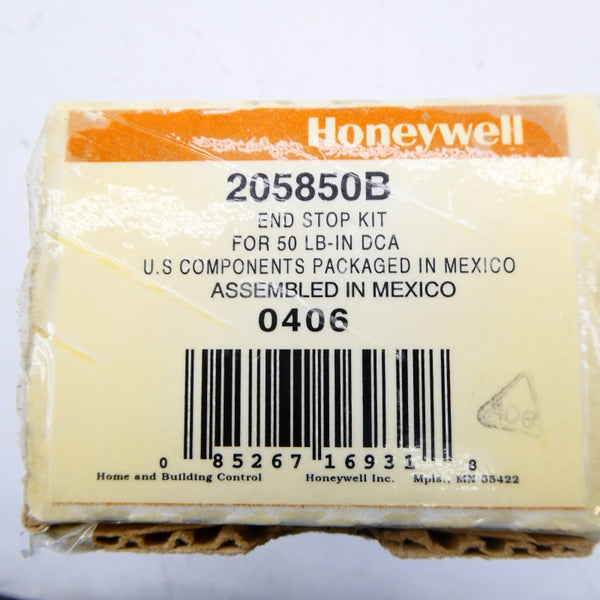 Honeywell
205850B
END STOP KIT
FOR 50 LB-IN DCA
U.S COMPONENTS PACKAGED IN MEXICO
ASSEMBLED IN MEXICO
0406
0 85267 16931 8
Home and Building Control Honeywell Inc. Mpls., MN 55422